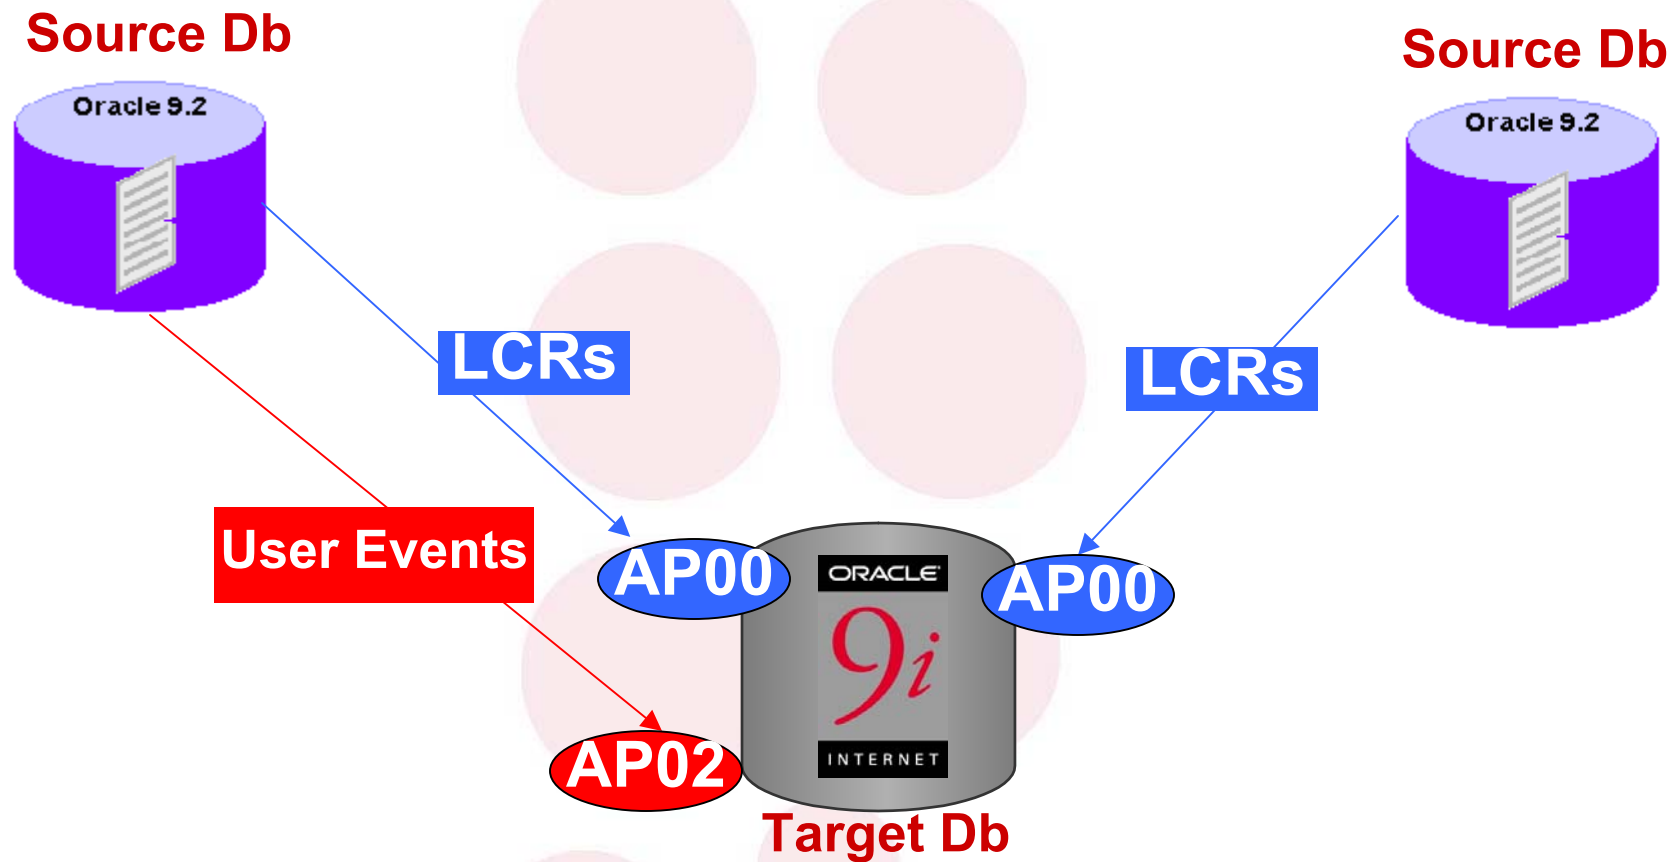 Source Db
Source Db
Oracle 9.2
Oracle 9.2
LCRs
LCRs
User Events
AP00
ORACLE
AP00
9i
INTERNET
AP02
Target Db